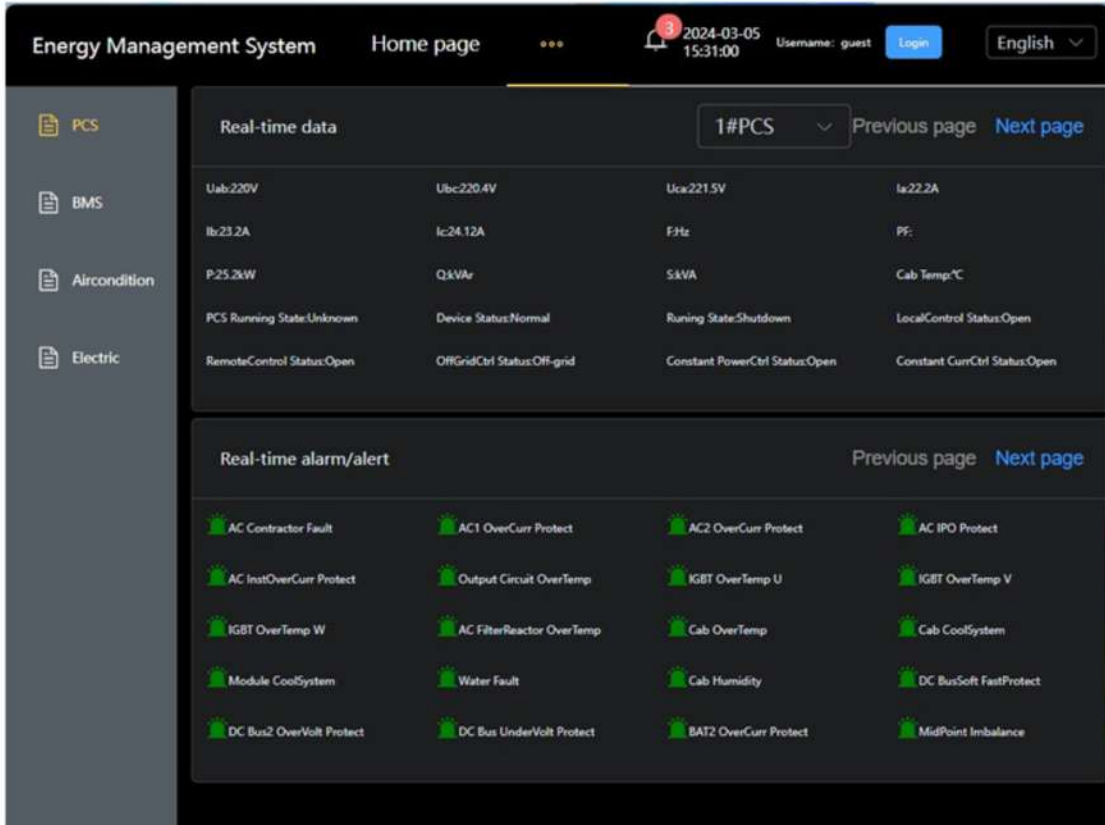 Energy Management System Home page 3 2024-03-05 15:31:00 Username: guest Login English
PCS
BMS
Aircondition
Electric
Real-time data 1#PCS Previous page Next page
Uab:220V Ubc:220.4V Uca:221.5V Ia:22.2A
Ib:23.2A Ic:24.12A F:Hz PF:
P:25.2kW Q:kVAr S:kVA Cab Temp:℃
PCS Running State:Unknown Device Status:Normal Runing State:Shutdown LocalControl Status:Open
RemoteControl Status:Open OffGridCtrl Status:Off-grid Constant PowerCtrl Status:Open Constant CurrCtrl Status:Open
Real-time alarm/alert Previous page Next page
AC Contractor Fault AC1 OverCurr Protect AC2 OverCurr Protect AC IPO Protect
AC InstOverCurr Protect Output Circuit OverTemp IGBT OverTemp U IGBT OverTemp V
IGBT OverTemp W AC FilterReactor OverTemp Cab OverTemp Cab CoolSystem
Module CoolSystem Water Fault Cab Humidity DC BusSoft FastProtect
DC Bus2 OverVolt Protect DC Bus UnderVolt Protect BAT2 OverCurr Protect MidPoint Imbalance